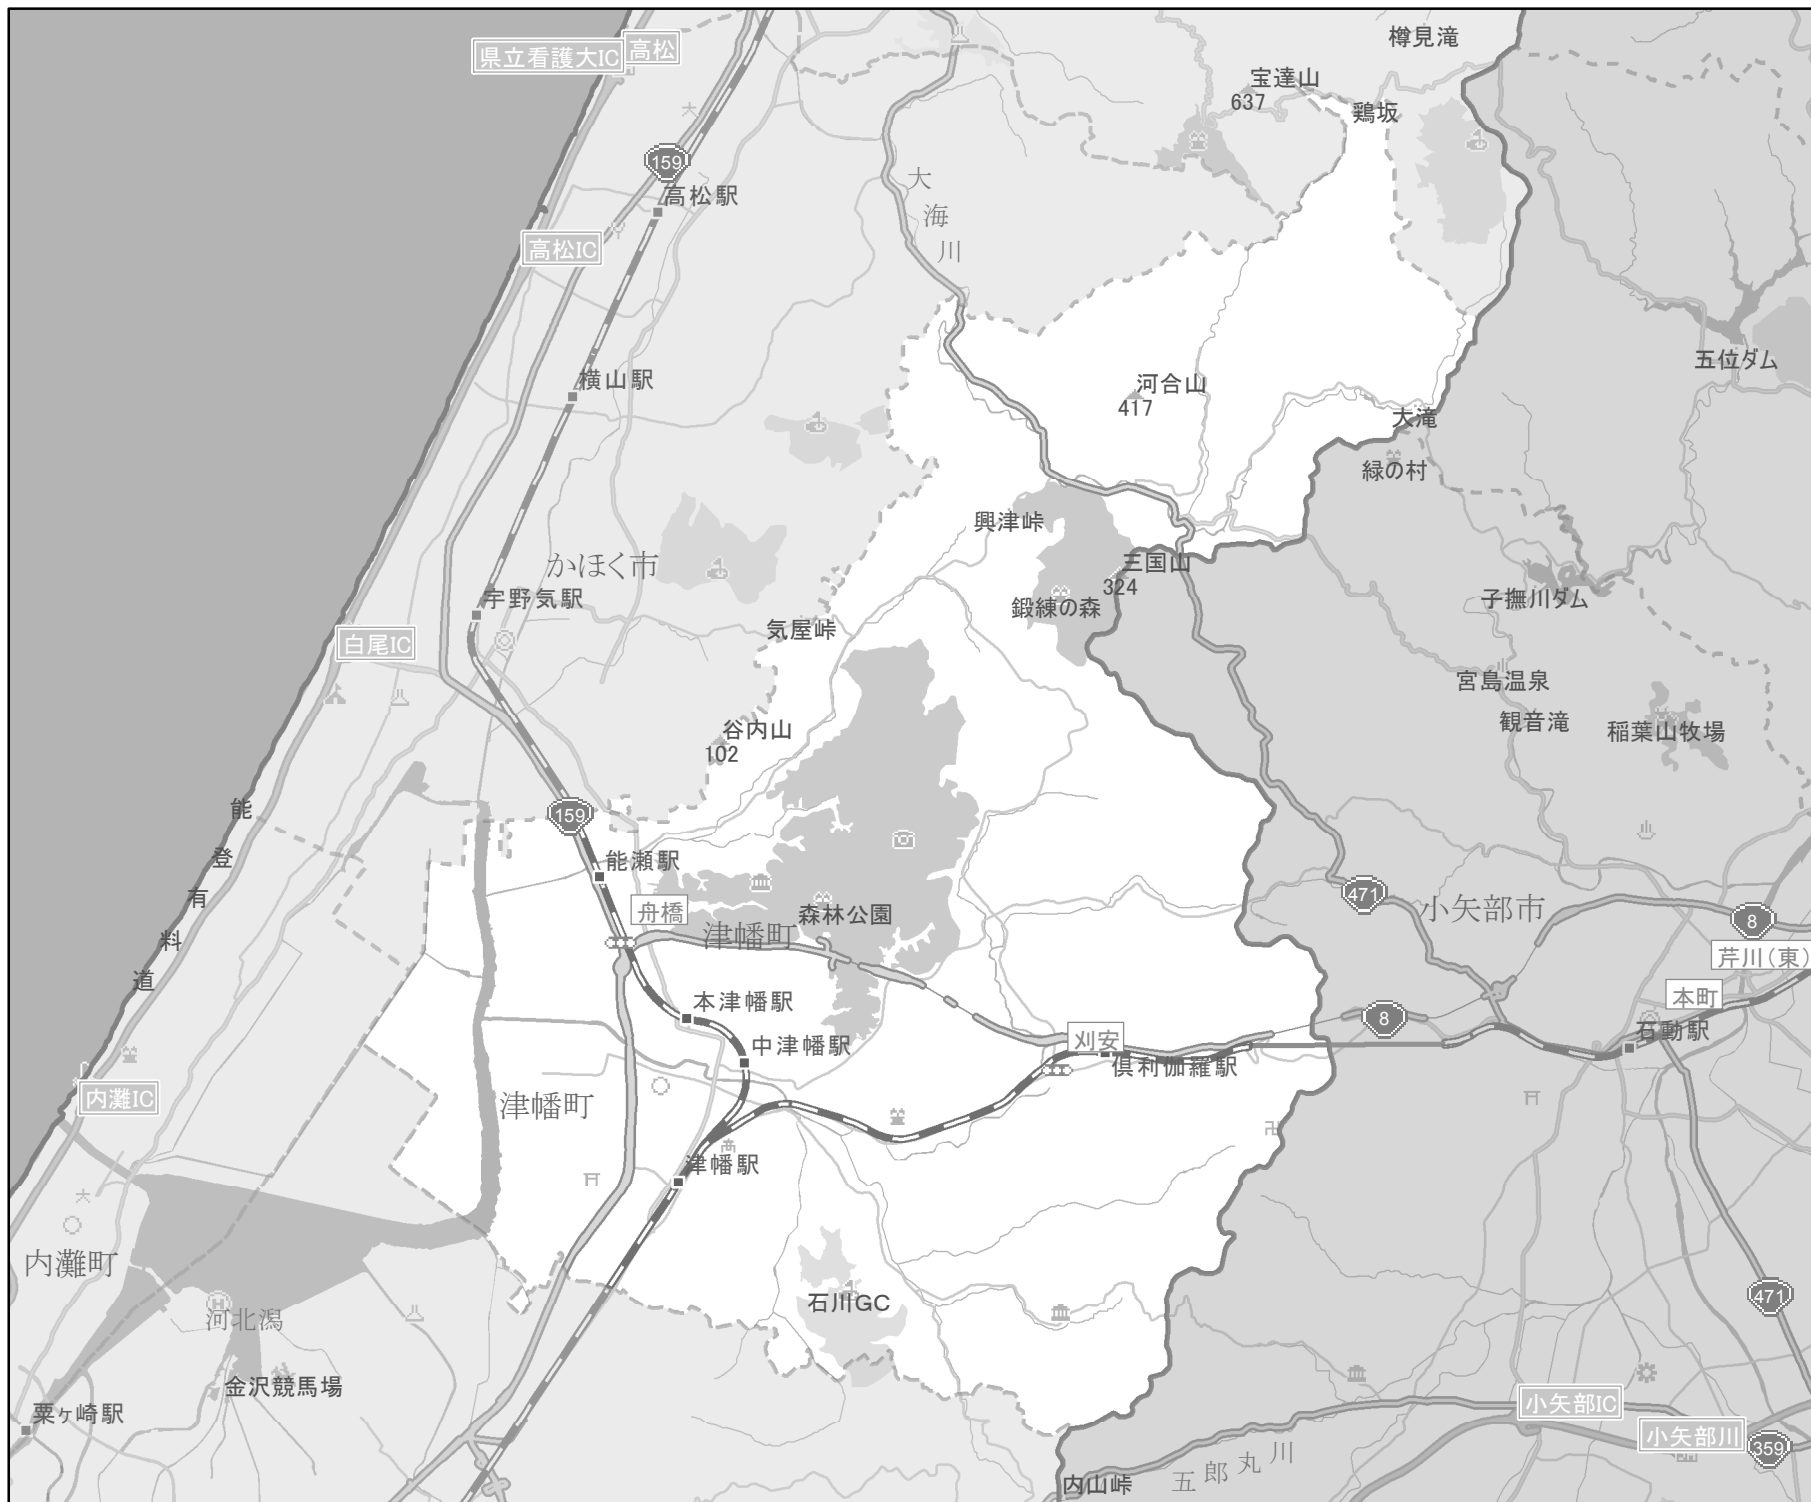 樽見滝
県立看護大IC
高松
宝達山
637
鶏坂
159
高松駅
大海川
高松IC
五位ダム
横山駅
河合山
417
大滝
緑の村
興津峠
かほく市
三国山
324
宇野気駅
鍛練の森
子撫川ダム
気屋峠
白尾IC
宮島温泉
観音滝
谷内山
102
稲葉山牧場
能登有料道
159
能瀬駅
舟橋
森林公園
津幡町
471
小矢部市
8
芹川(東)
本町
本津幡駅
8
刈安
石動駅
中津幡駅
倶利伽羅駅
内灘IC
津幡町
津幡駅
内灘町
石川GC
471
河北潟
金沢競馬場
粟ヶ崎駅
小矢部IC
小矢部川
359
五郎丸川
内山峠